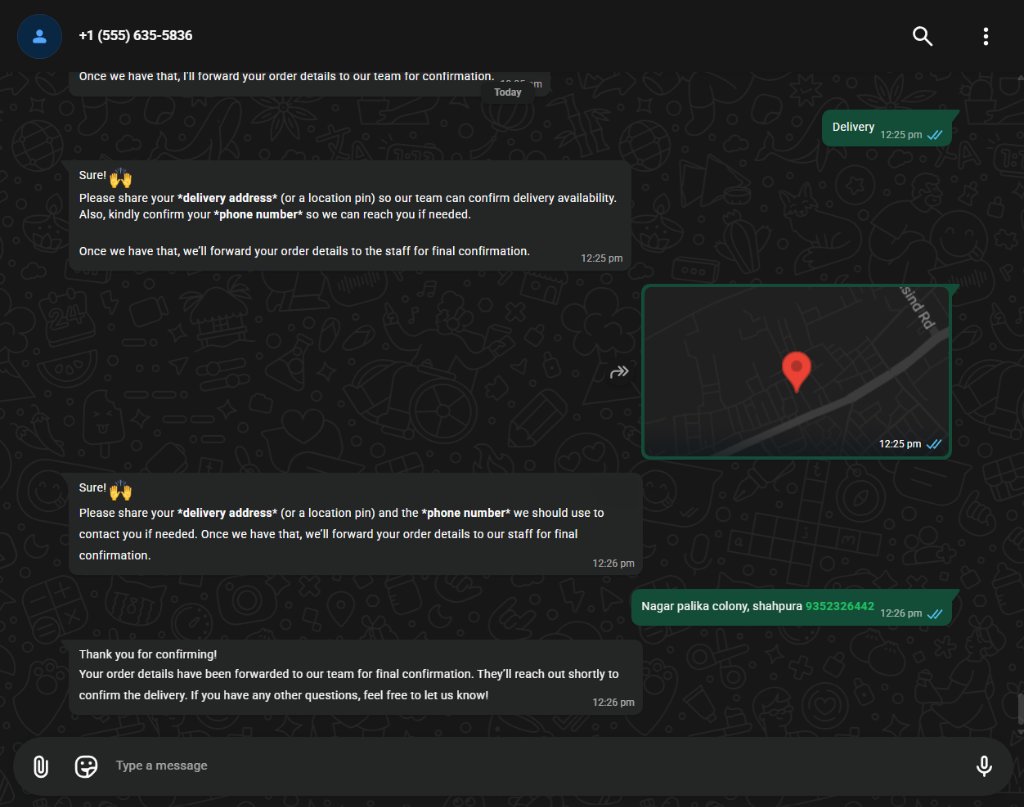 +1 (555) 635-5836
Once we have that, I'll forward your order details to our team for confirmation.
Today
Delivery
12:25 pm
Sure! 🙌
Please share your *delivery address* (or a location pin) so our team can confirm delivery availability.
Also, kindly confirm your *phone number* so we can reach you if needed.
Once we have that, we'll forward your order details to the staff for final confirmation.
12:25 pm
sind Rd
12:25 pm
Sure! 🙌
Please share your *delivery address* (or a location pin) and the *phone number* we should use to
contact you if needed. Once we have that, we'll forward your order details to our staff for final
confirmation.
12:26 pm
Nagar palika colony, shahpura 9352326442
12:26 pm
Thank you for confirming!
Your order details have been forwarded to our team for final confirmation. They'll reach out shortly to
confirm the delivery. If you have any other questions, feel free to let us know!
12:26 pm
Type a message